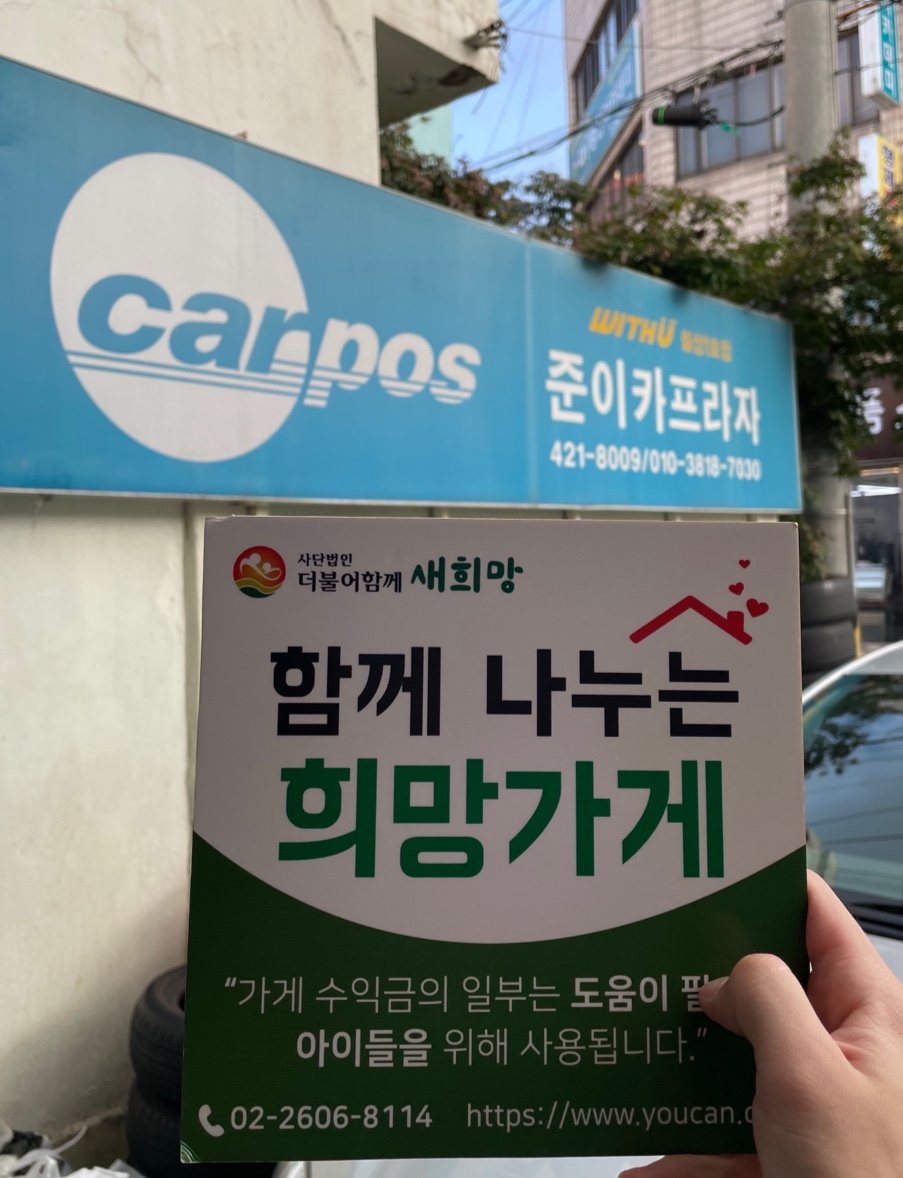 carpos
WITHU
준이카프라자
421-8009/010-3818-7030
사단법인
더불어함께 새희망
함께 나누는
희망가게
“가게 수익금의 일부는 도움이
아이들을 위해 사용됩니다.”
02-2606-8114 https://www.youcan.